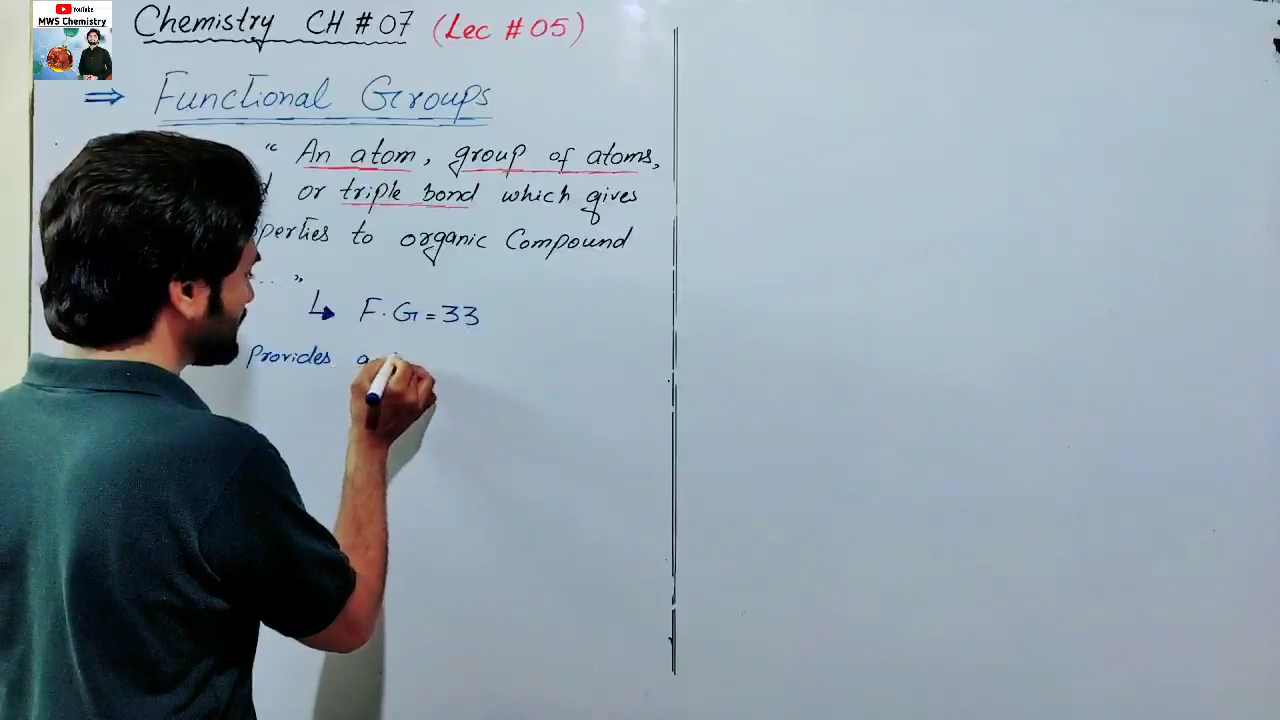 YouTube
MWS Chemistry
Chemistry CH # 07 (Lec # 05)
⇒ Functional Groups
“ An atom, group of atoms,
or triple bond which gives
to organic Compound
... ”
↳ F.G = 33
Provides